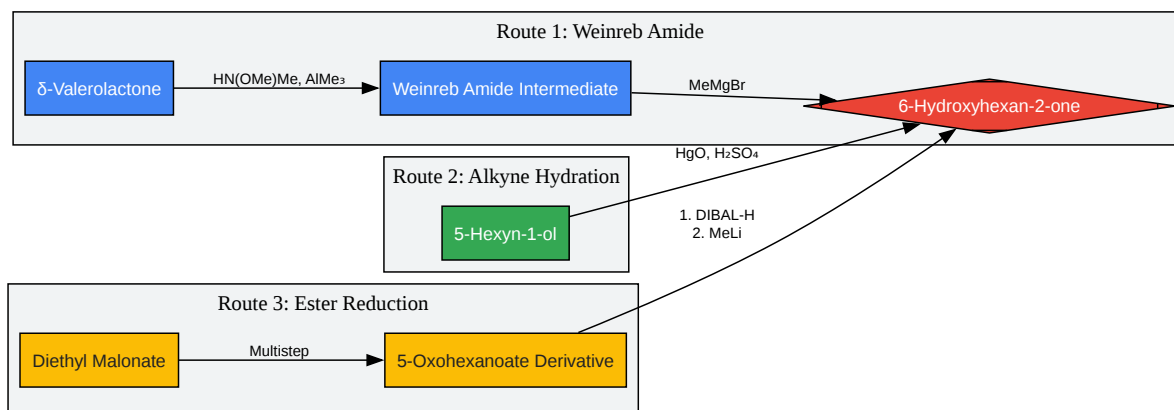 Route 1: Weinreb Amide
δ-Valerolactone
HN(OMe)Me, AlMe₃
Weinreb Amide Intermediate
MeMgBr
6-Hydroxyhexan-2-one
Route 2: Alkyne Hydration
5-Hexyn-1-ol
HgO, H₂SO₄
1. DIBAL-H
2. MeLi
Route 3: Ester Reduction
Diethyl Malonate
Multistep
5-Oxohexanoate Derivative